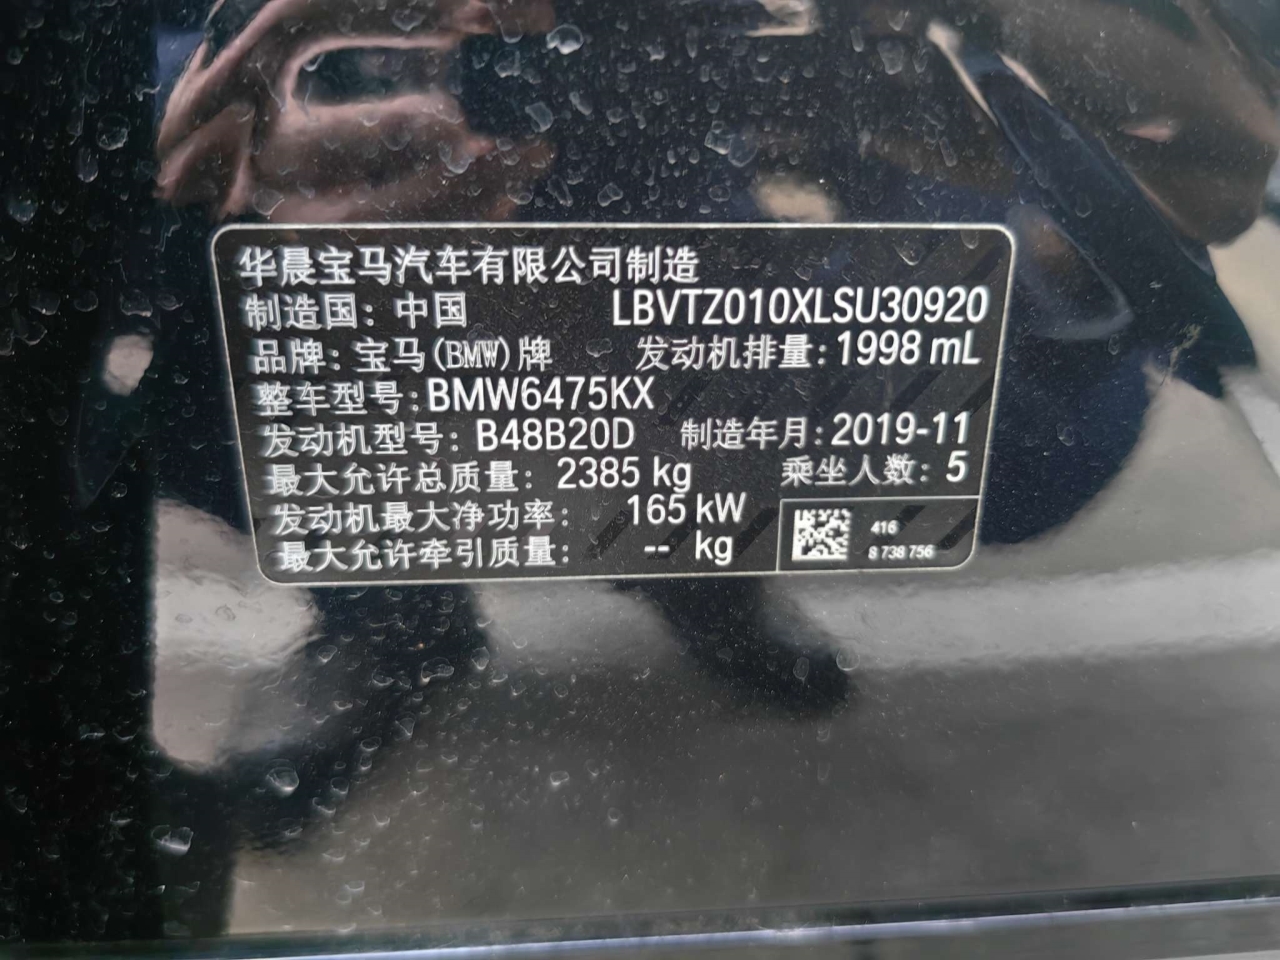 华晨宝马汽车有限公司制造
制造国：中国 LBVTZ010XLSU30920
品牌：宝马(BMW)牌 发动机排量：1998 mL
整车型号：BMW6475KX
发动机型号：B48B20D 制造年月：2019-11
最大允许总质量：2385 kg 乘坐人数：5
发动机最大净功率：165 kW
最大允许牵引质量：-- kg
416
8 738 756